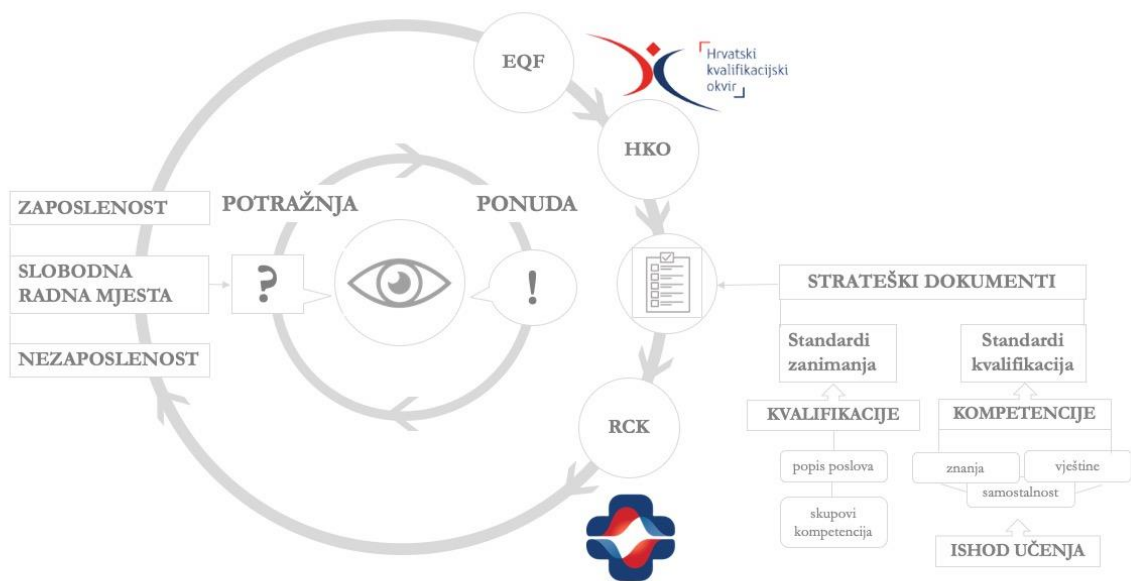 EQF
Hrvatski
kvalifikacijski
okvir
HKO
ZAPOSLENOST
POTRAŽNJA
PONUDA
SLOBODNA
RADNA MJESTA
?
!
NEZAPOSLENOST
STRATEŠKI DOKUMENTI
Standardi
zanimanja
Standardi
kvalifikacija
RCK
KVALIFIKACIJE
KOMPETENCIJE
popis poslova
znanja
vještine
samostalnost
skupovi
kompetencija
ISHOD UČENJA